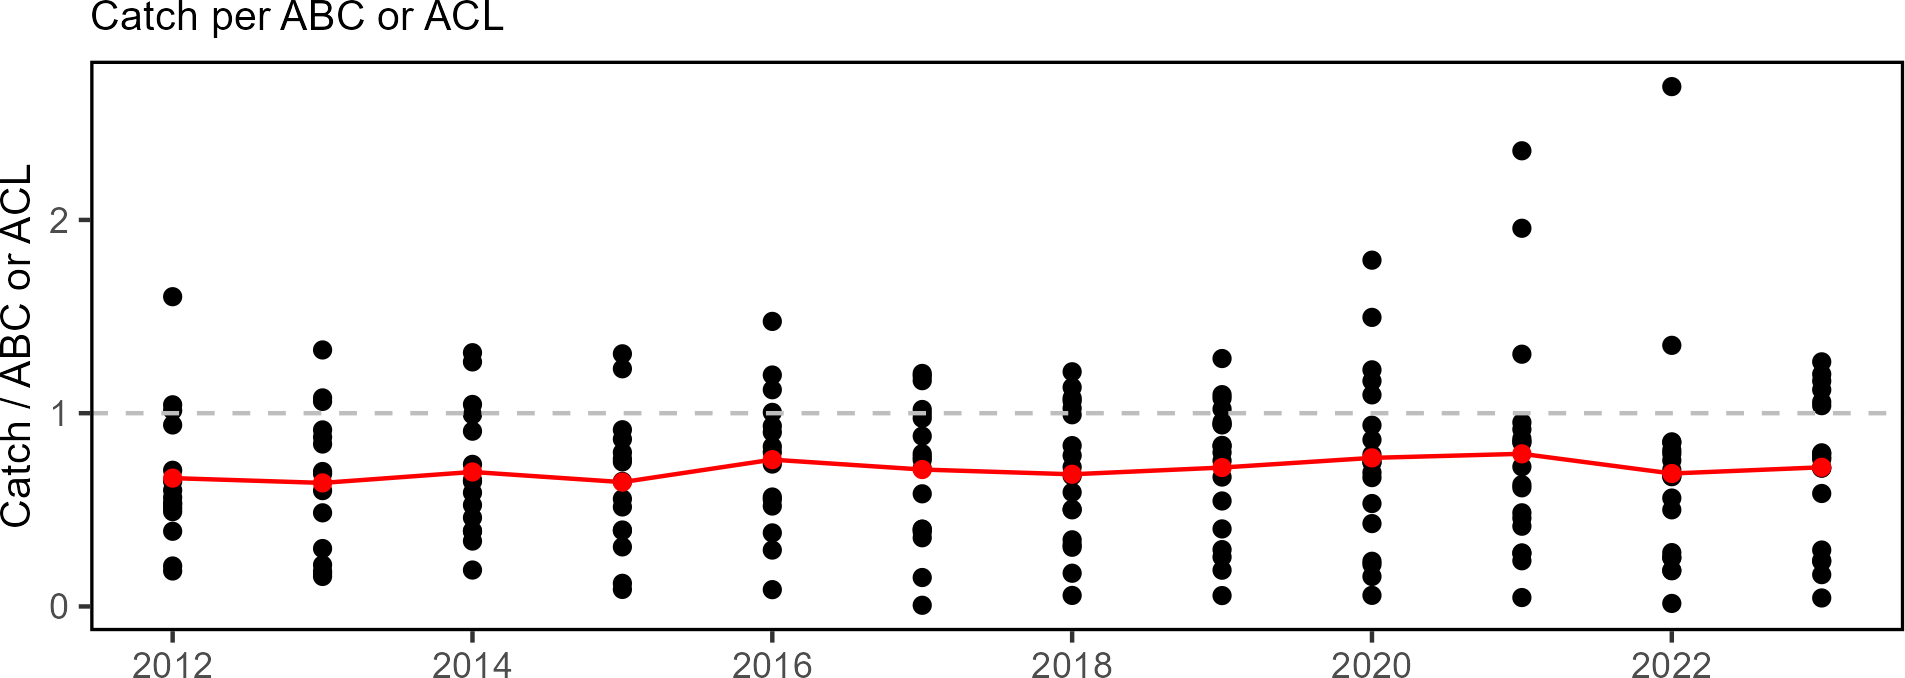 Catch per ABC or ACL
Catch / ABC or ACL
2
1
0
2012 2014 2016 2018 2020 2022